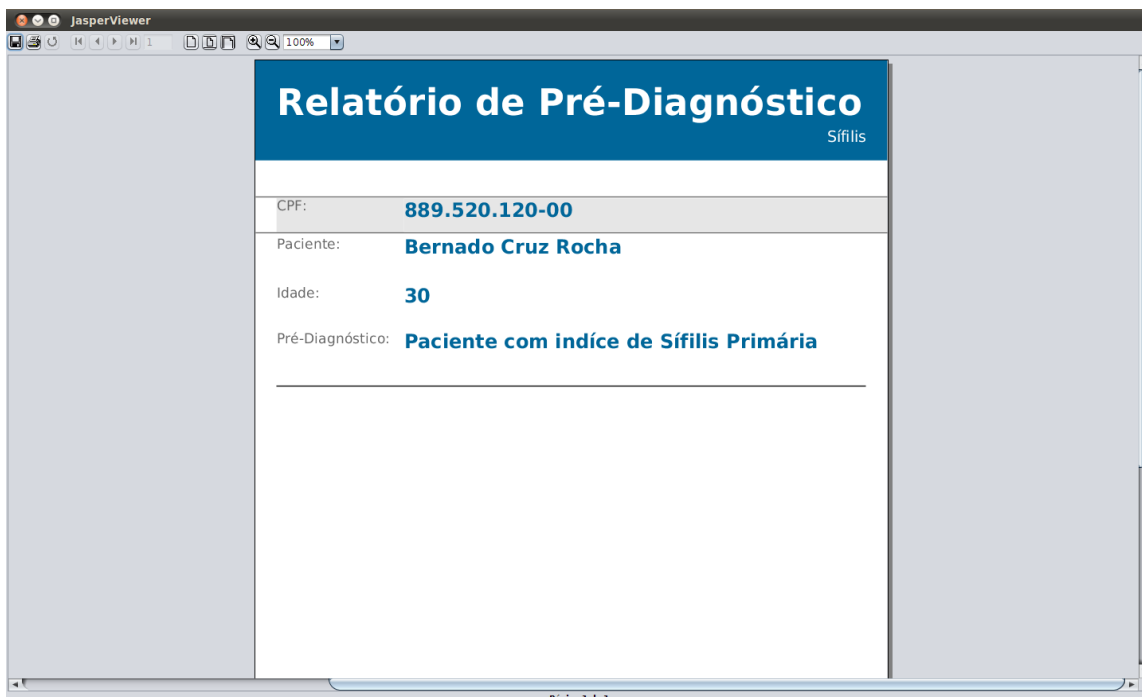 JasperViewer
1 100%
Relatório de Pré-Diagnóstico
Sífilis
CPF: 889.520.120-00
Paciente: Bernado Cruz Rocha
Idade: 30
Pré-Diagnóstico: Paciente com indíce de Sífilis Primária